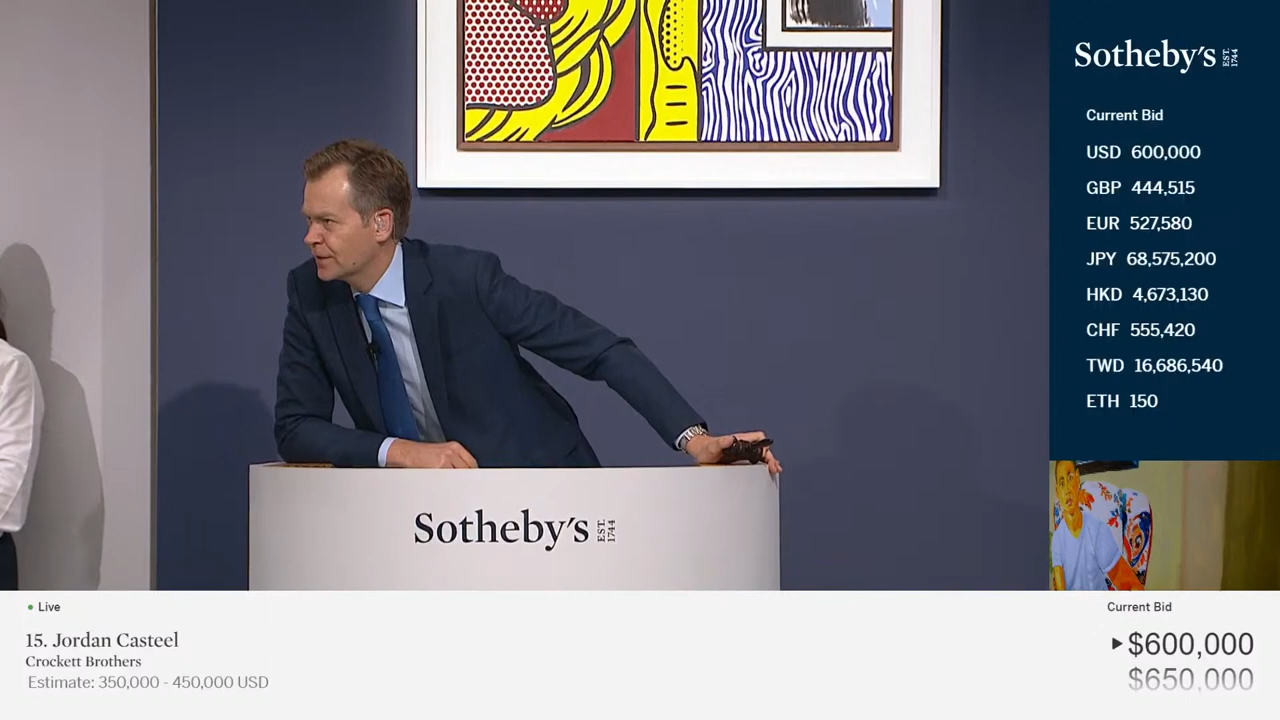 Sotheby's EST. 1744
Current Bid
USD 600,000
GBP 444,515
EUR 527,580
JPY 68,575,200
HKD 4,673,130
CHF 555,420
TWD 16,686,540
ETH 150
Sotheby's EST. 1744
Live
15. Jordan Casteel
Crockett Brothers
Estimate: 350,000 - 450,000 USD
Current Bid
$600,000
$650,000